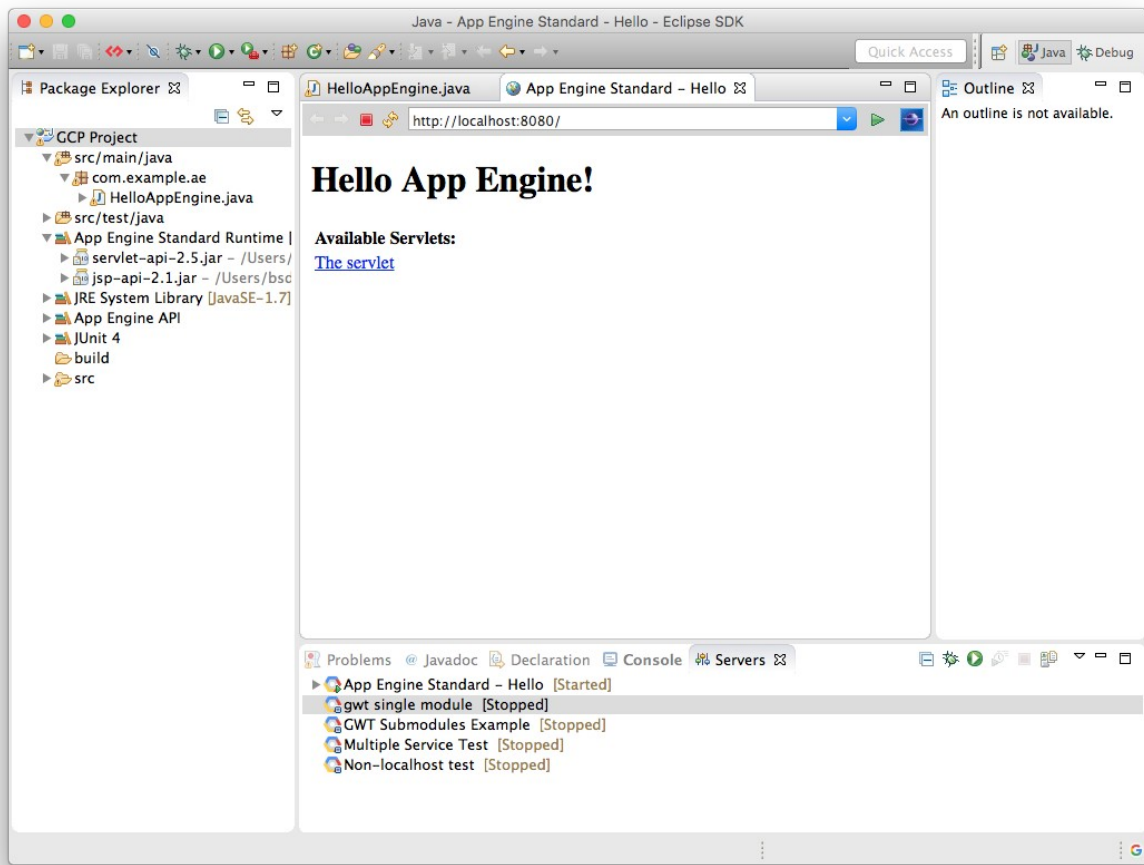 Java - App Engine Standard - Hello - Eclipse SDK
Quick Access
Java
Debug
Package Explorer
GCP Project
src/main/java
com.example.ae
HelloAppEngine.java
src/test/java
App Engine Standard Runtime [
servlet-api-2.5.jar - /Users/
jsp-api-2.1.jar - /Users/bsd
JRE System Library [JavaSE-1.7]
App Engine API
JUnit 4
build
src
HelloAppEngine.java
App Engine Standard - Hello
http://localhost:8080/
Hello App Engine!
Available Servlets:
The servlet
Outline
An outline is not available.
Problems @ Javadoc Declaration Console Servers
App Engine Standard - Hello [Started]
gwt single module [Stopped]
GWT Submodules Example [Stopped]
Multiple Service Test [Stopped]
Non-localhost test [Stopped]